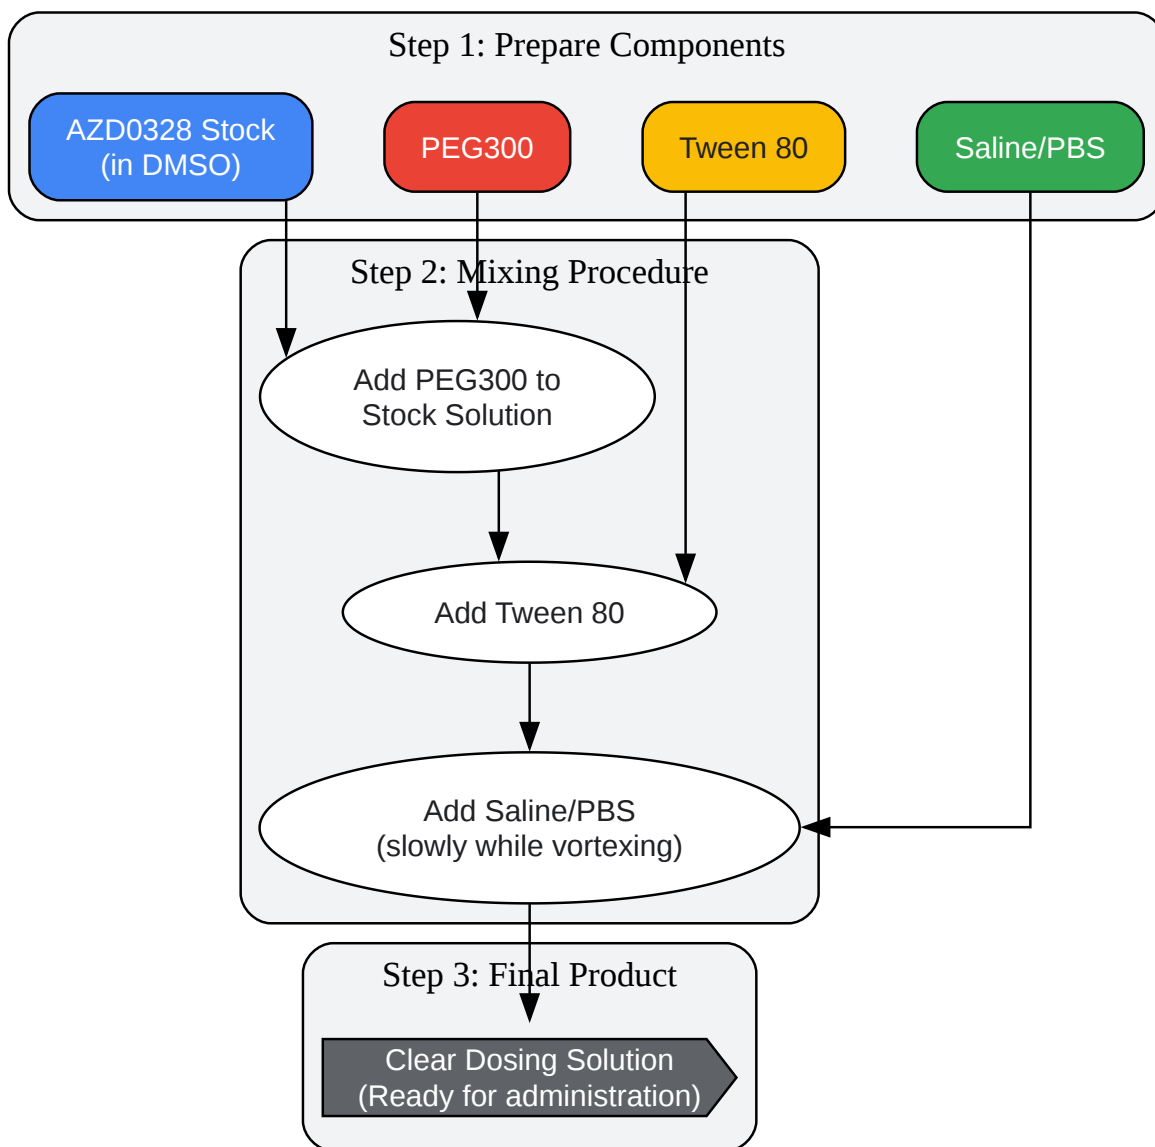 Step 1: Prepare Components
AZD0328 Stock
(in DMSO)
PEG300
Tween 80
Saline/PBS
Step 2: Mixing Procedure
Add PEG300 to
Stock Solution
Add Tween 80
Add Saline/PBS
(slowly while vortexing)
Step 3: Final Product
Clear Dosing Solution
(Ready for administration)